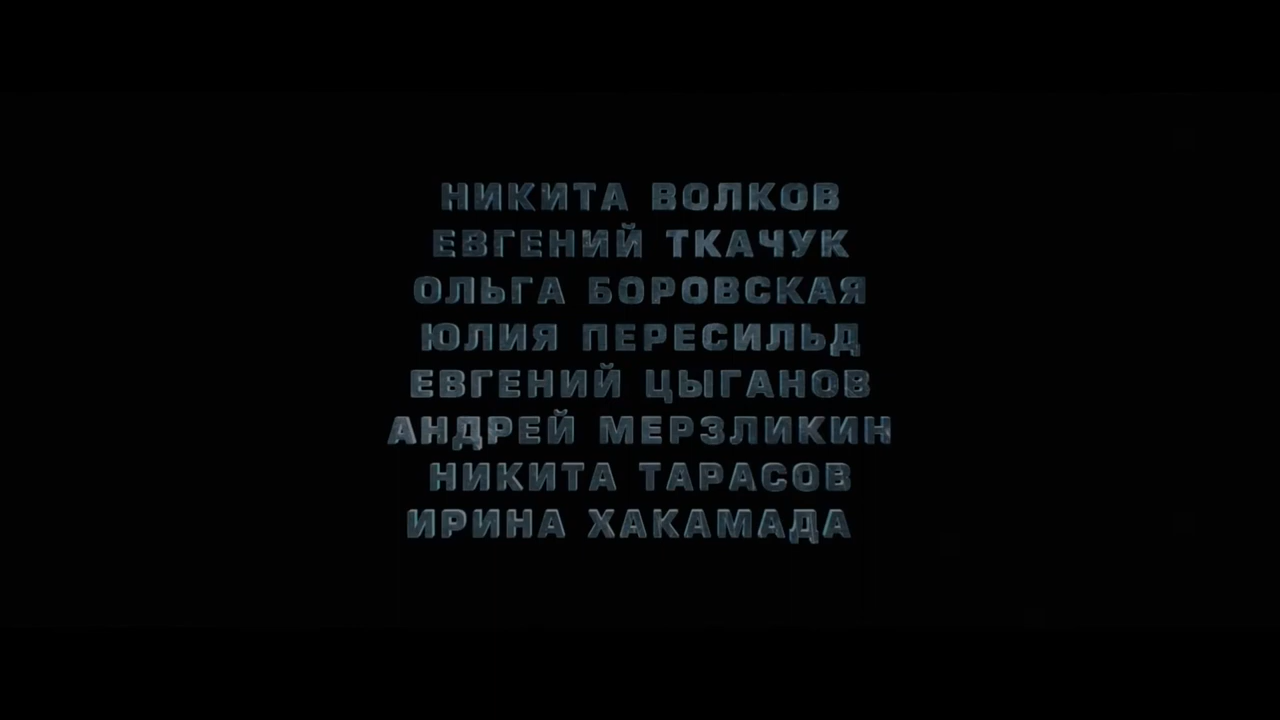 НИКИТА ВОЛКОВ
ЕВГЕНИЙ ТКАЧУК
ОЛЬГА БОРОВСКАЯ
ЮЛИЯ ПЕРЕСИЛЬД
ЕВГЕНИЙ ЦЫГАНОВ
АНДРЕЙ МЕРЗЛИКИН
НИКИТА ТАРАСОВ
ИРИНА ХАКАМАДА